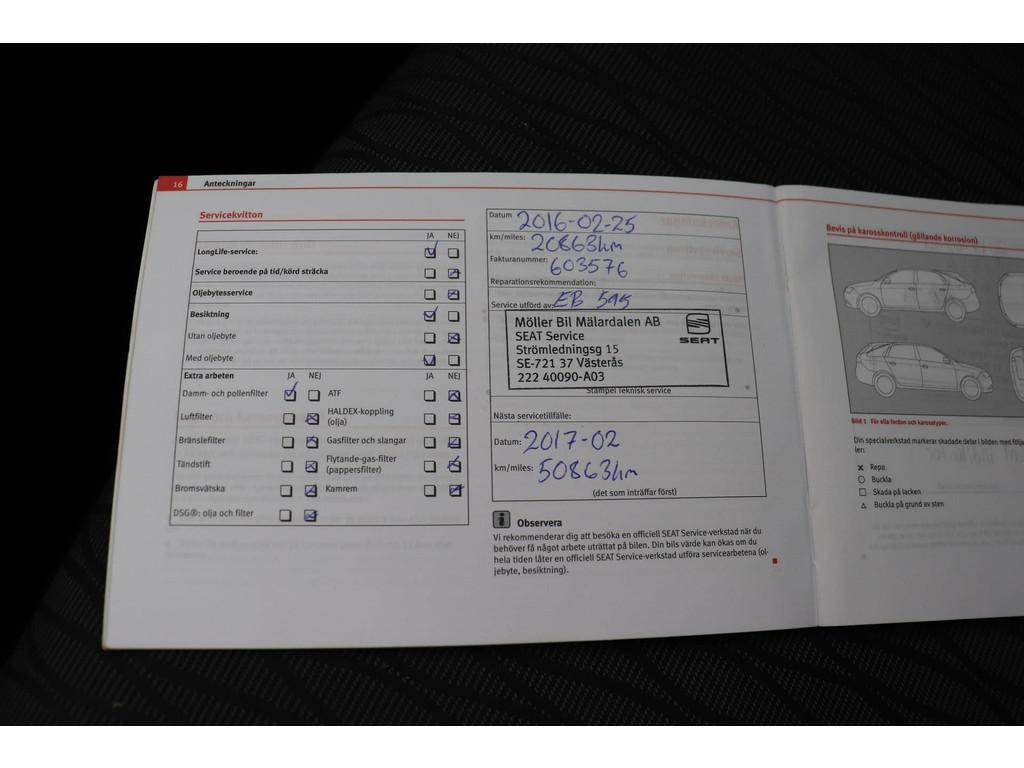 16 Anteckningar
Servicekvitton
JA NEJ
LongLife-service:
Service beroende på tid/körd sträcka
Oljebytesservice
Besiktning
Utan oljebyte
Med oljebyte
Extra arbeten JA NEJ JA NEJ
Damm- och pollenfilter ATF
Luftfilter HALDEX-koppling
(olja)
Bränslefilter Gasfilter och slangar
Tändstift Flytande-gas-filter
(pappersfilter)
Bromsvätska Kamrem
DSG®: olja och filter
Datum 2016-02-25
km/miles: 20863km
Fakturanummer: 603576
Reparationsrekommendation:
Service utförd av: EB 595
Möller Bil Mälardalen AB
SEAT Service
Strömledningsg 15
SE-721 37 Västerås
222 40090-A03
SEAT
Stämpel Teknisk service
Nästa servicetillfälle:
Datum: 2017-02
km/miles: 50863km
(det som inträffar först)
Observera
Vi rekommenderar dig att besöka en officiell SEAT Service-verkstad när du
behöver få något arbete uträttat på bilen. Din bils värde kan ökas om du
hela tiden låter en officiell SEAT Service-verkstad utföra servicearbetena (ol-
jebyte, besiktning).
Bevis på karosskontroll (gällande korrosion)
Bild 1 För alla fordon och karosstyper.
Din specialverkstad markerar skadade delar i bilden med följa
len:
Repa
Buckla
Skada på lacken
Buckla på grund av sten